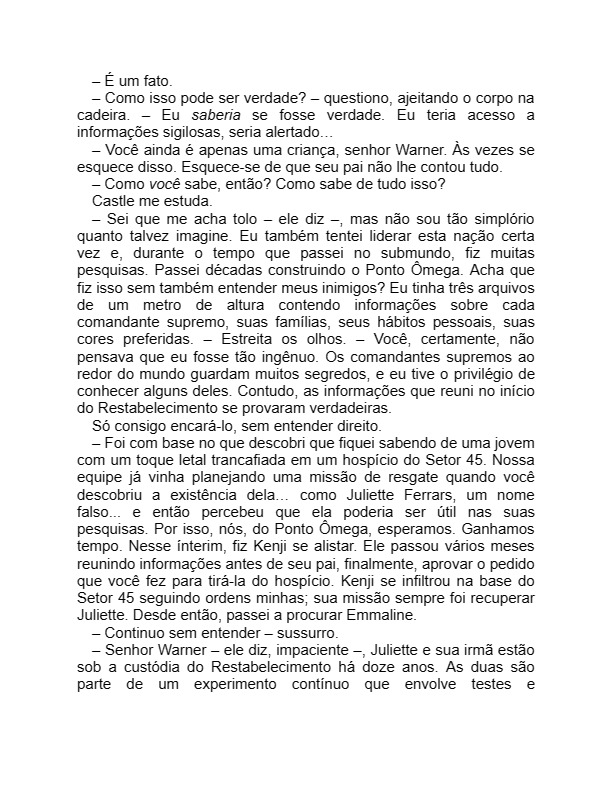 – É um fato.
– Como isso pode ser verdade? – questiono, ajeitando o corpo na
cadeira. – Eu saberia se fosse verdade. Eu teria acesso a
informações sigilosas, seria alertado…
– Você ainda é apenas uma criança, senhor Warner. Às vezes se
esquece disso. Esquece-se de que seu pai não lhe contou tudo.
– Como você sabe, então? Como sabe de tudo isso?
Castle me estuda.
– Sei que me acha tolo – ele diz –, mas não sou tão simplório
quanto talvez imagine. Eu também tentei liderar esta nação certa
vez e, durante o tempo que passei no submundo, fiz muitas
pesquisas. Passei décadas construindo o Ponto Ômega. Acha que
fiz isso sem também entender meus inimigos? Eu tinha três arquivos
de um metro de altura contendo informações sobre cada
comandante supremo, suas famílias, seus hábitos pessoais, suas
cores preferidas. – Estreita os olhos. – Você, certamente, não
pensava que eu fosse tão ingênuo. Os comandantes supremos ao
redor do mundo guardam muitos segredos, e eu tive o privilégio de
conhecer alguns deles. Contudo, as informações que reuni no início
do Restabelecimento se provaram verdadeiras.
Só consigo encará-lo, sem entender direito.
– Foi com base no que descobri que fiquei sabendo de uma jovem
com um toque letal trancafiada em um hospício do Setor 45. Nossa
equipe já vinha planejando uma missão de resgate quando você
descobriu a existência dela… como Juliette Ferrars, um nome
falso... e então percebeu que ela poderia ser útil nas suas
pesquisas. Por isso, nós, do Ponto Ômega, esperamos. Ganhamos
tempo. Nesse ínterim, fiz Kenji se alistar. Ele passou vários meses
reunindo informações antes de seu pai, finalmente, aprovar o pedido
que você fez para tirá-la do hospício. Kenji se infiltrou na base do
Setor 45 seguindo ordens minhas; sua missão sempre foi recuperar
Juliette. Desde então, passei a procurar Emmaline.
– Continuo sem entender – sussurro.
– Senhor Warner – ele diz, impaciente –, Juliette e sua irmã estão
sob a custódia do Restabelecimento há doze anos. As duas são
parte de um experimento contínuo que envolve testes e